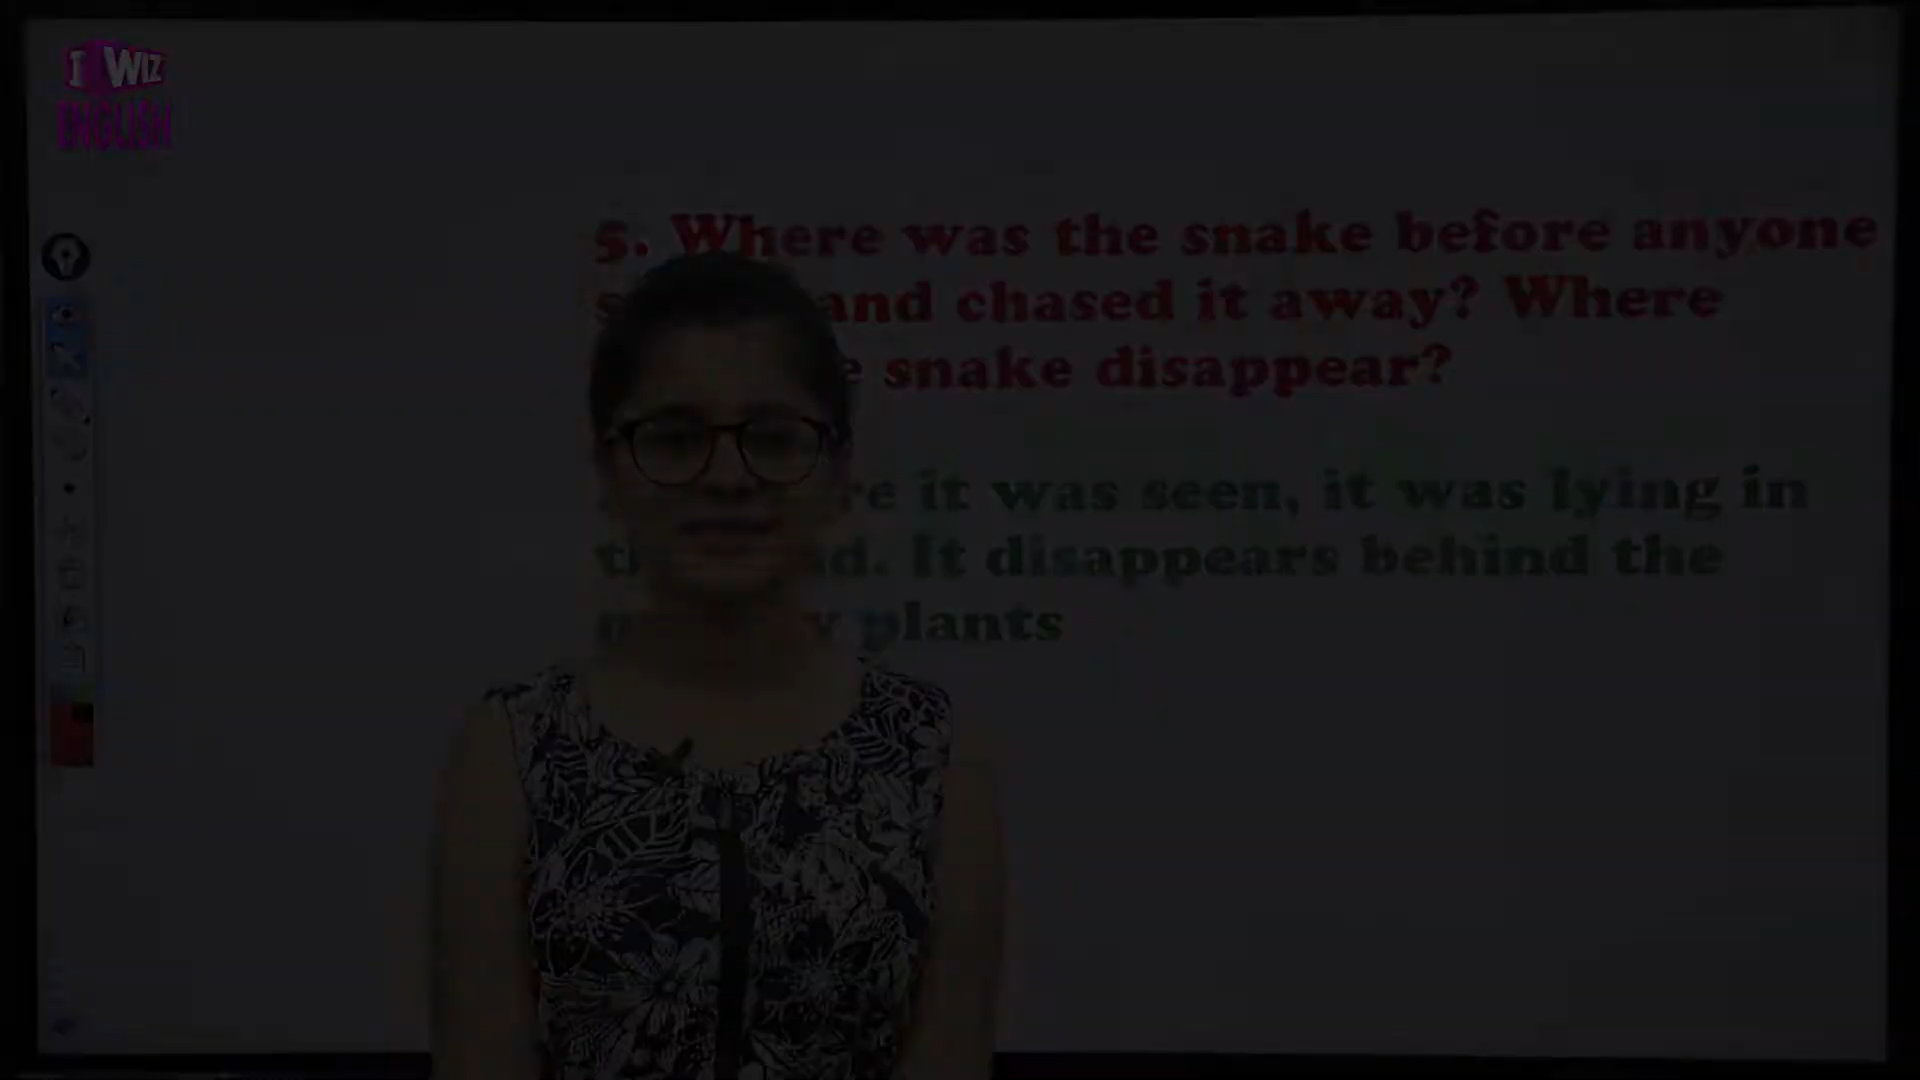 I WIZ
ENGLISH
5. Where was the snake before anyone
and chased it away? Where
snake disappear?
it was seen, it was lying in
It disappears behind the
plants